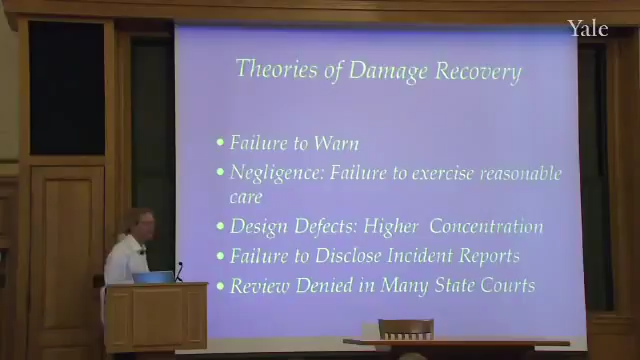 Yale
Theories of Damage Recovery
• Failure to Warn
• Negligence: Failure to exercise reasonable
care
• Design Defects: Higher Concentration
• Failure to Disclose Incident Reports
• Review Denied in Many State Courts